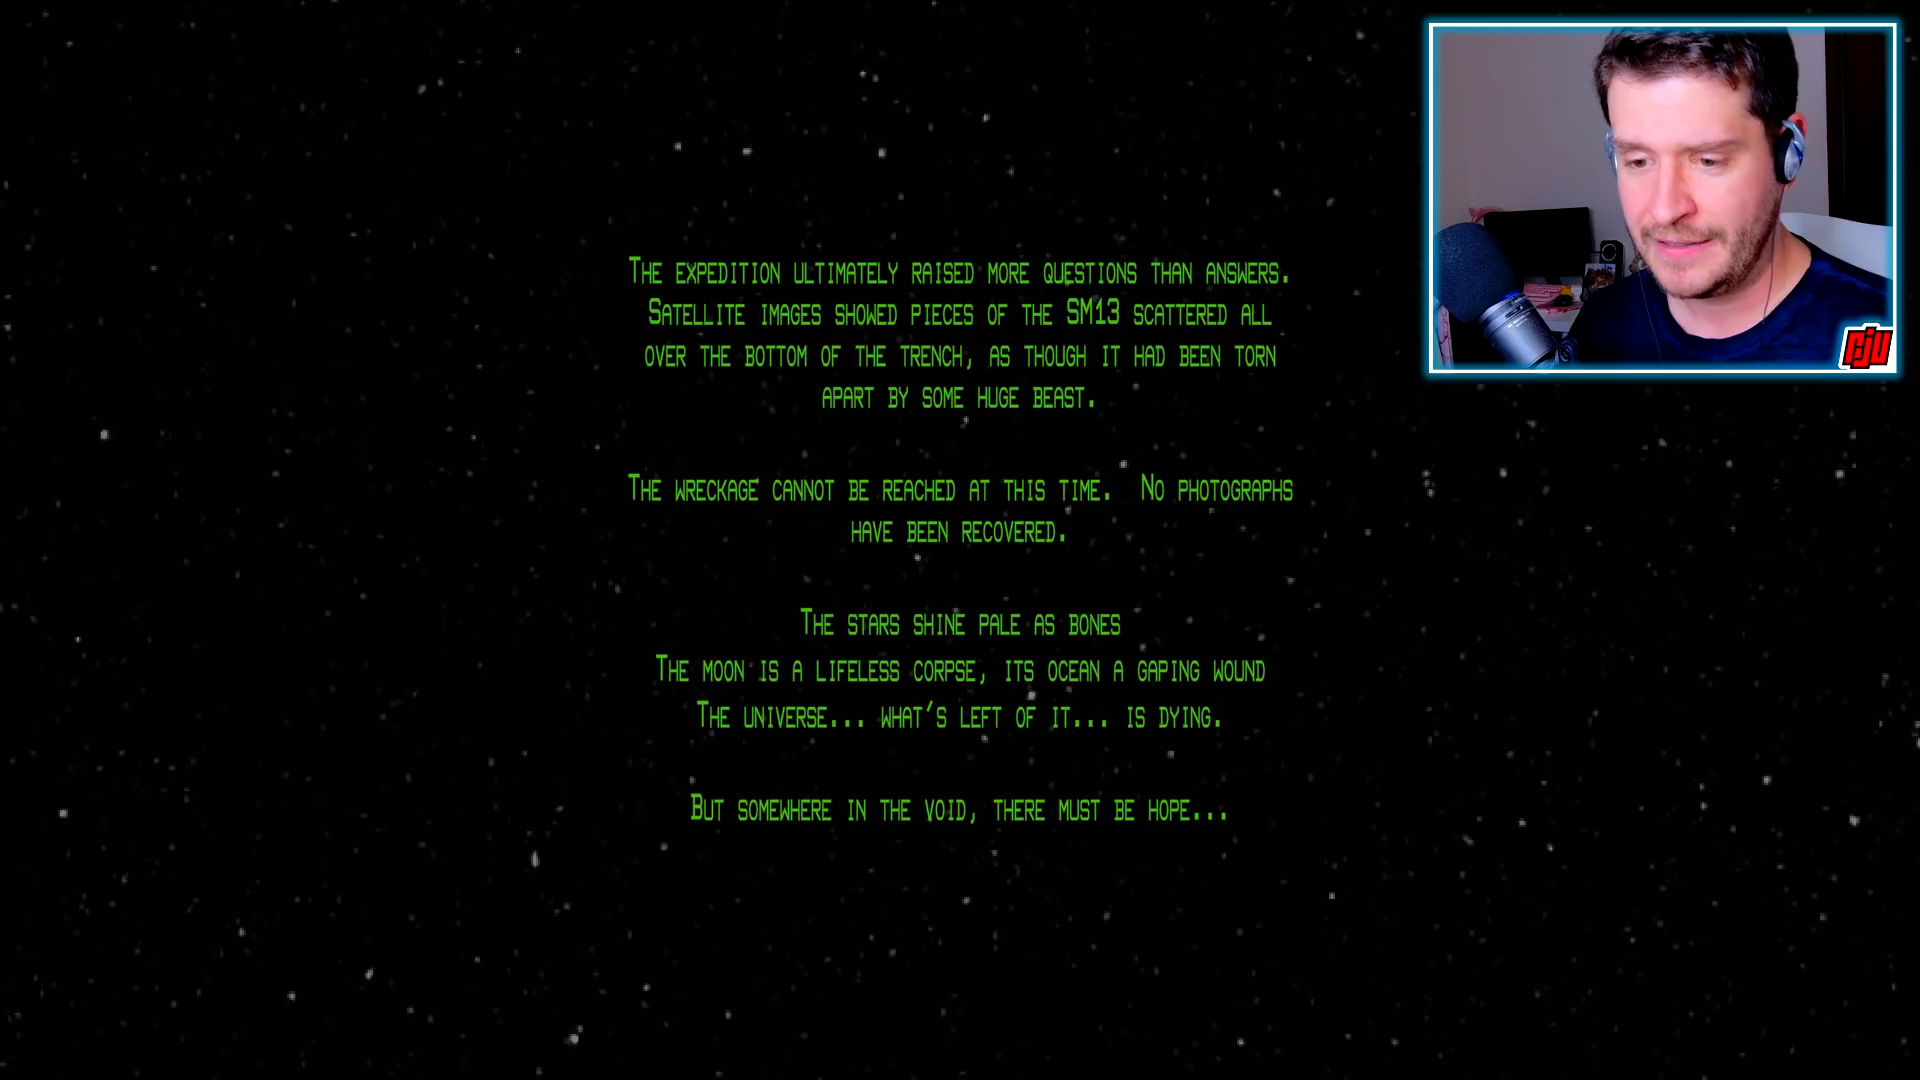 The expedition ultimately raised more questions than answers.
Satellite images showed pieces of the SM13 scattered all
over the bottom of the trench, as though it had been torn
apart by some huge beast.
The wreckage cannot be reached at this time.  No photographs
have been recovered.
The stars shine pale as bones
The moon is a lifeless corpse, its ocean a gaping wound
The universe... what's left of it... is dying.
But somewhere in the void, there must be hope...
rju